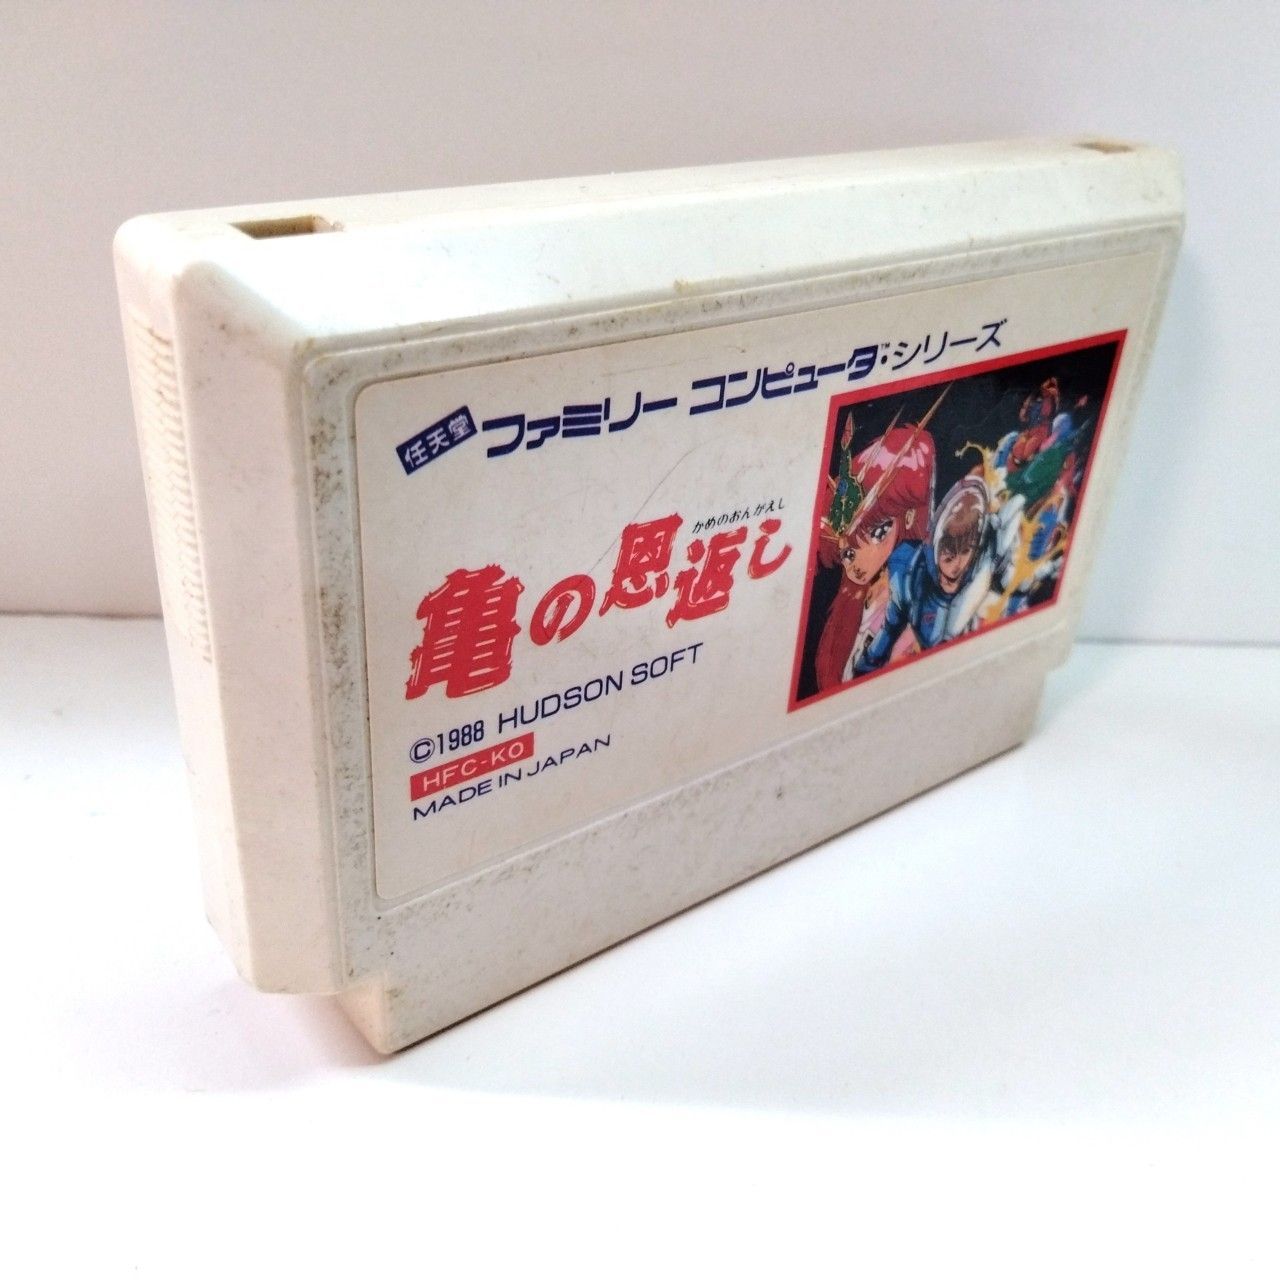 任天堂 ファミリー コンピュータ™・シリーズ
かめのおんがえし
亀の恩返し
©1988 HUDSON SOFT
HFC-KO
MADE IN JAPAN